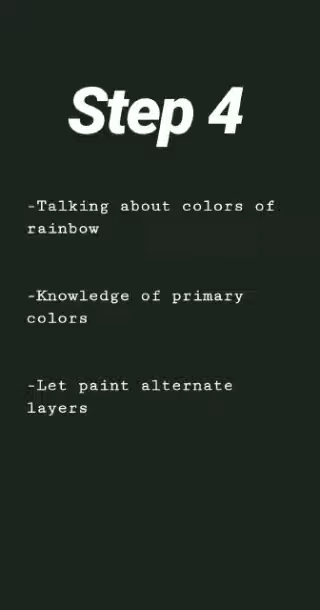 Step 4
-Talking about colors of
rainbow
-Knowledge of primary
colors
-Let paint alternate
layers